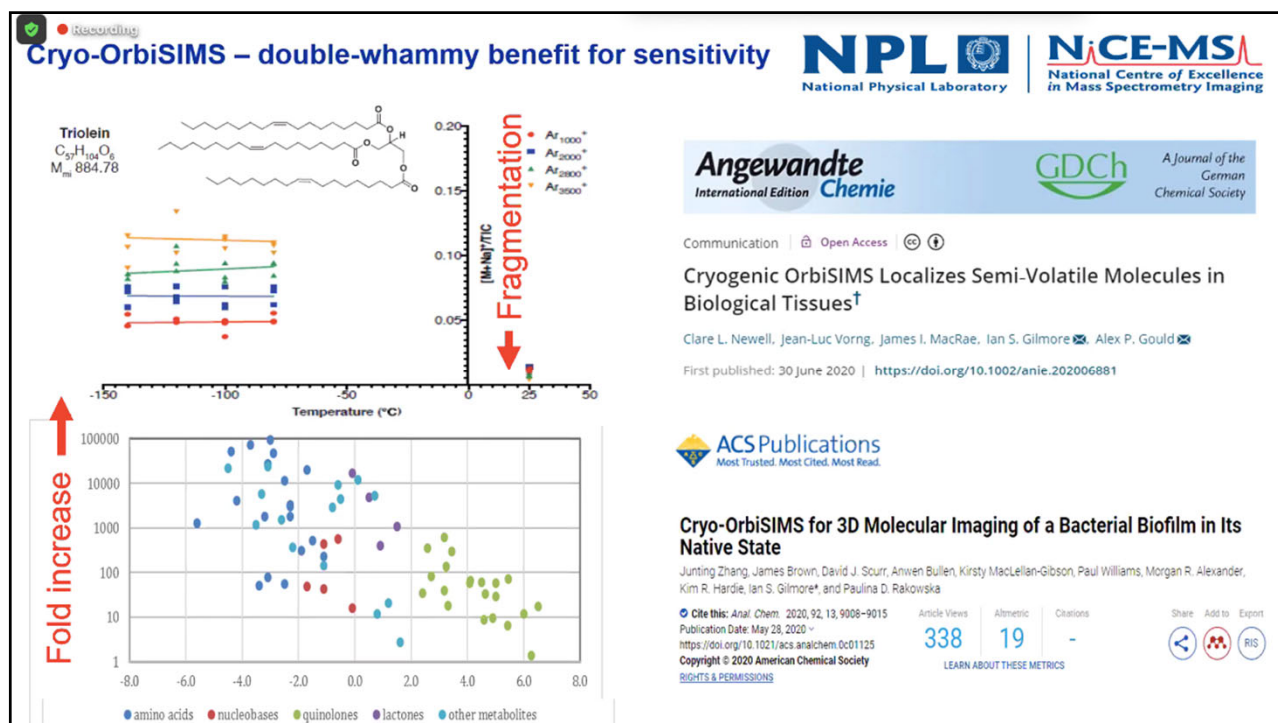 Recording
Cryo-OrbiSIMS – double-whammy benefit for sensitivity
NPL
National Physical Laboratory
NiCE-MSI
National Centre of Excellence
in Mass Spectrometry Imaging
Triolein
C57H104O6
Mmi 884.78
O
O
H
O
O
O
O
0.20
0.15
0.10
0.05
[M+Na]+/TIC
Fragmentation
Ar1000+
Ar2000+
Ar2800+
Ar3500+
-150
-100
-50
0
25
50
Temperature (°C)
Fold increase
100000
10000
1000
100
10
1
-8.0
-6.0
-4.0
-2.0
0.0
2.0
4.0
6.0
8.0
amino acids
nucleobases
quinolones
lactones
other metabolites
Angewandte
International Edition Chemie
GDCh
A Journal of the
German
Chemical Society
Communication Open Access cc
Cryogenic OrbiSIMS Localizes Semi-Volatile Molecules in
Biological Tissues†
Clare L. Newell, Jean-Luc Vorng, James I. MacRae, Ian S. Gilmore, Alex P. Gould
First published: 30 June 2020 | https://doi.org/10.1002/anie.202006881
ACS Publications
Most Trusted. Most Cited. Most Read.
Cryo-OrbiSIMS for 3D Molecular Imaging of a Bacterial Biofilm in Its
Native State
Junting Zhang, James Brown, David J. Scurr, Anwen Bullen, Kirsty MacLellan-Gibson, Paul Williams, Morgan R. Alexander,
Kim R. Hardie, Ian S. Gilmore*, and Paulina D. Rakowska
Cite this: Anal. Chem. 2020, 92, 13, 9008–9015
Publication Date: May 28, 2020
https://doi.org/10.1021/acs.analchem.0c01125
Copyright © 2020 American Chemical Society
RIGHTS & PERMISSIONS
Article Views
338
Altmetric
19
Citations
-
LEARN ABOUT THESE METRICS
Share
Add to
Export
RIS